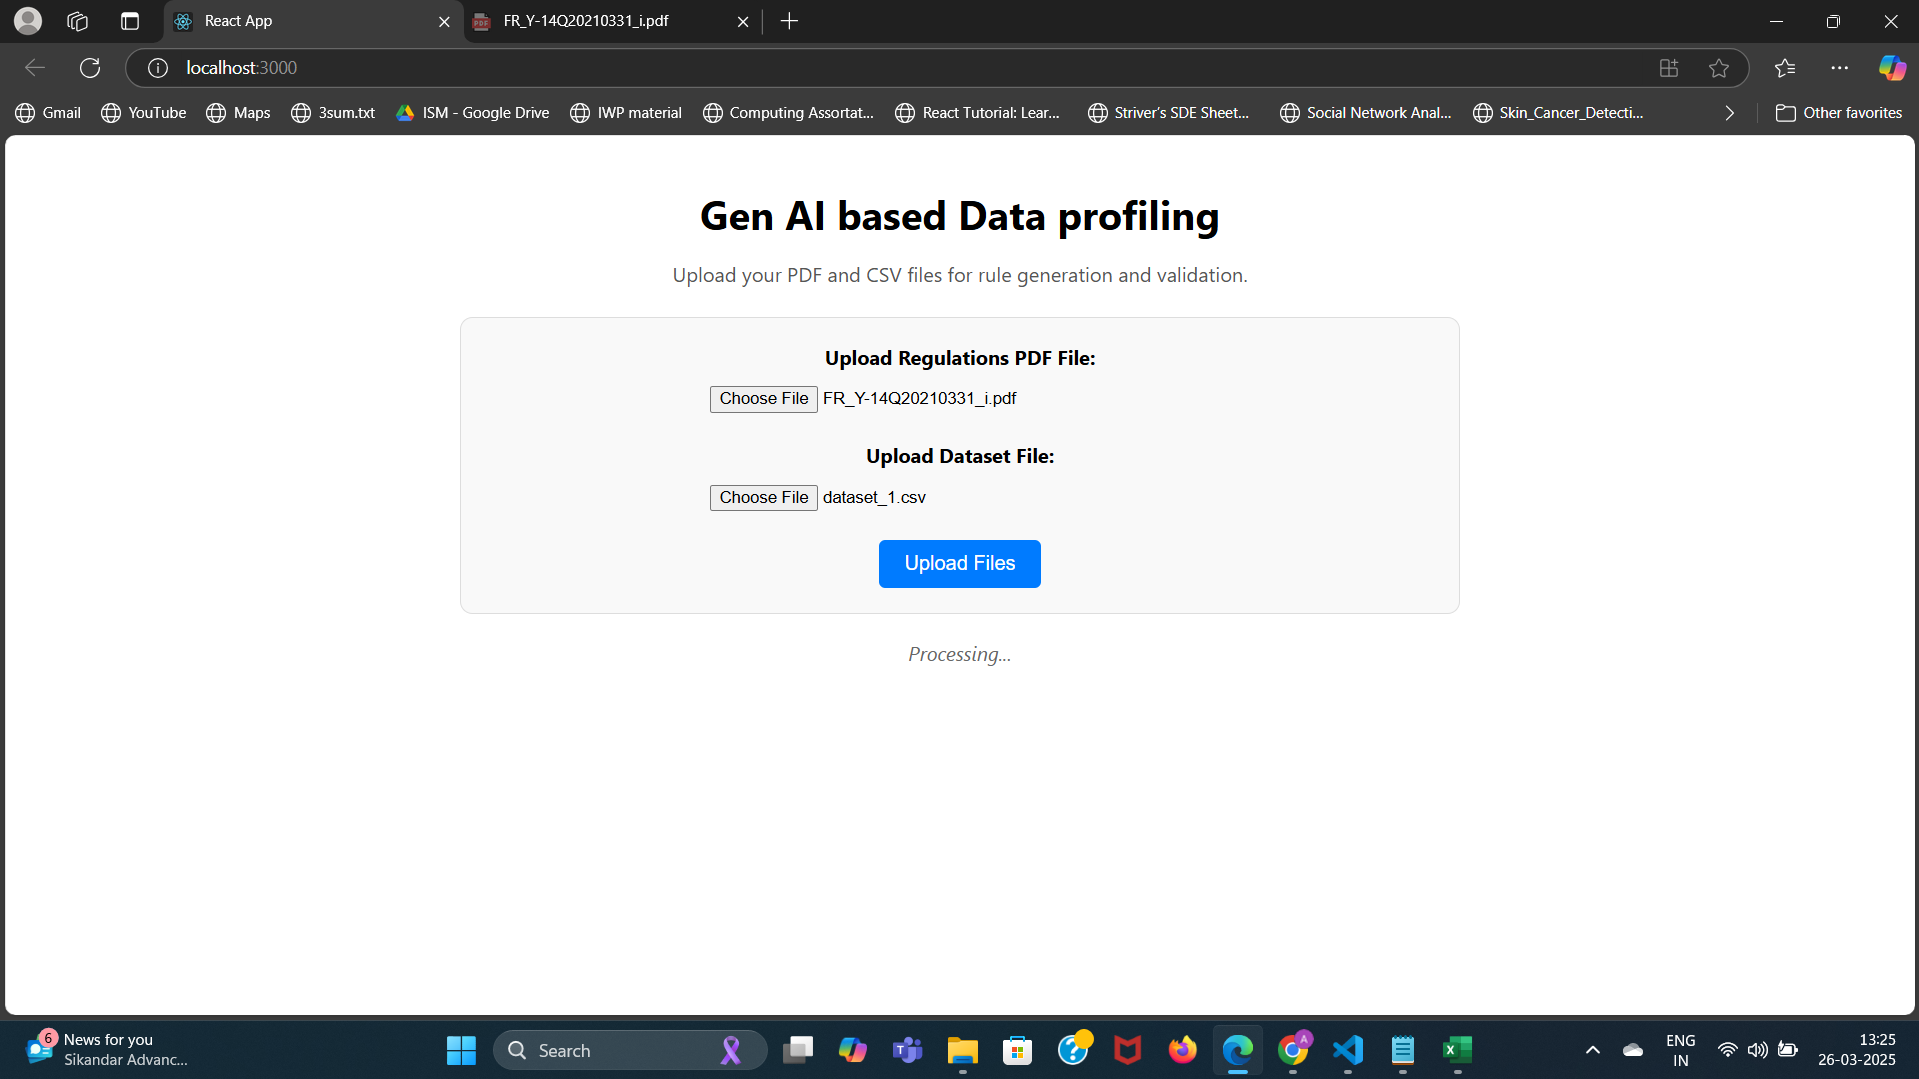 React App
FR_Y-14Q20210331_i.pdf
localhost:3000
Gmail
YouTube
Maps
3sum.txt
ISM - Google Drive
IWP material
Computing Assortat...
React Tutorial: Lear...
Striver's SDE Sheet...
Social Network Anal...
Skin_Cancer_Detecti...
Other favorites
Gen AI based Data profiling
Upload your PDF and CSV files for rule generation and validation.
Upload Regulations PDF File:
Choose File FR_Y-14Q20210331_i.pdf
Upload Dataset File:
Choose File dataset_1.csv
Upload Files
Processing...
6
News for you
Sikandar Advanc...
Search
A
ENG
IN
13:25
26-03-2025